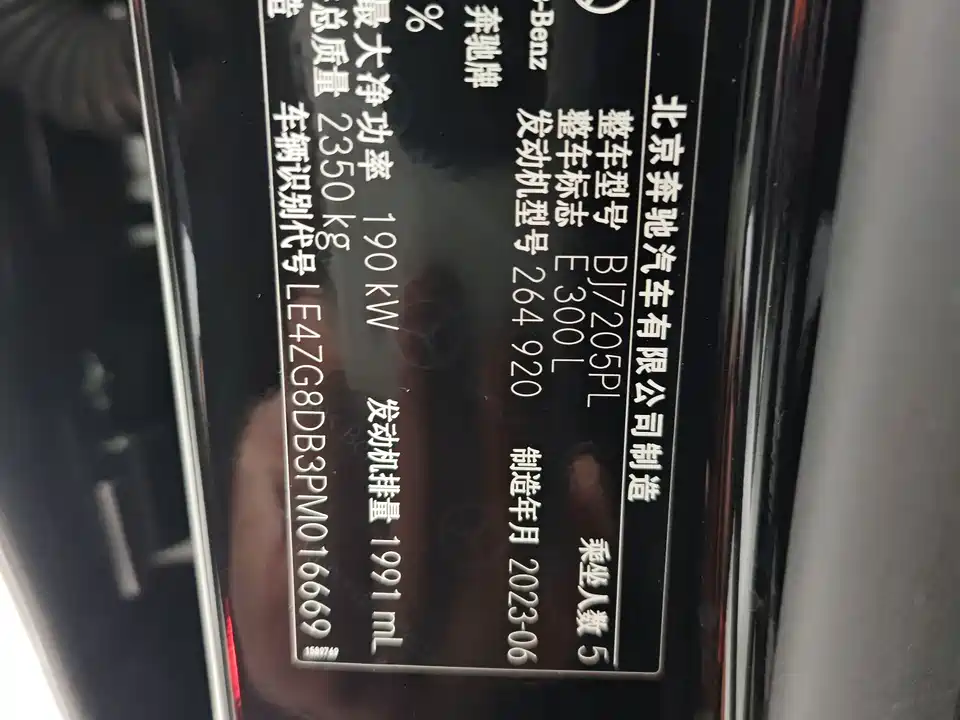 北京奔驰汽车有限公司制造
-Benz
奔驰牌
整车型号 BJ7205PL
乘坐人数 5
整车标志 E 300 L
发动机型号 264 920
制造年月 2023-06
%
最大净功率 190 kW
发动机排量 1991 mL
总质量 2350 kg
造
车辆识别代号 LE4ZG8DB3PM016669